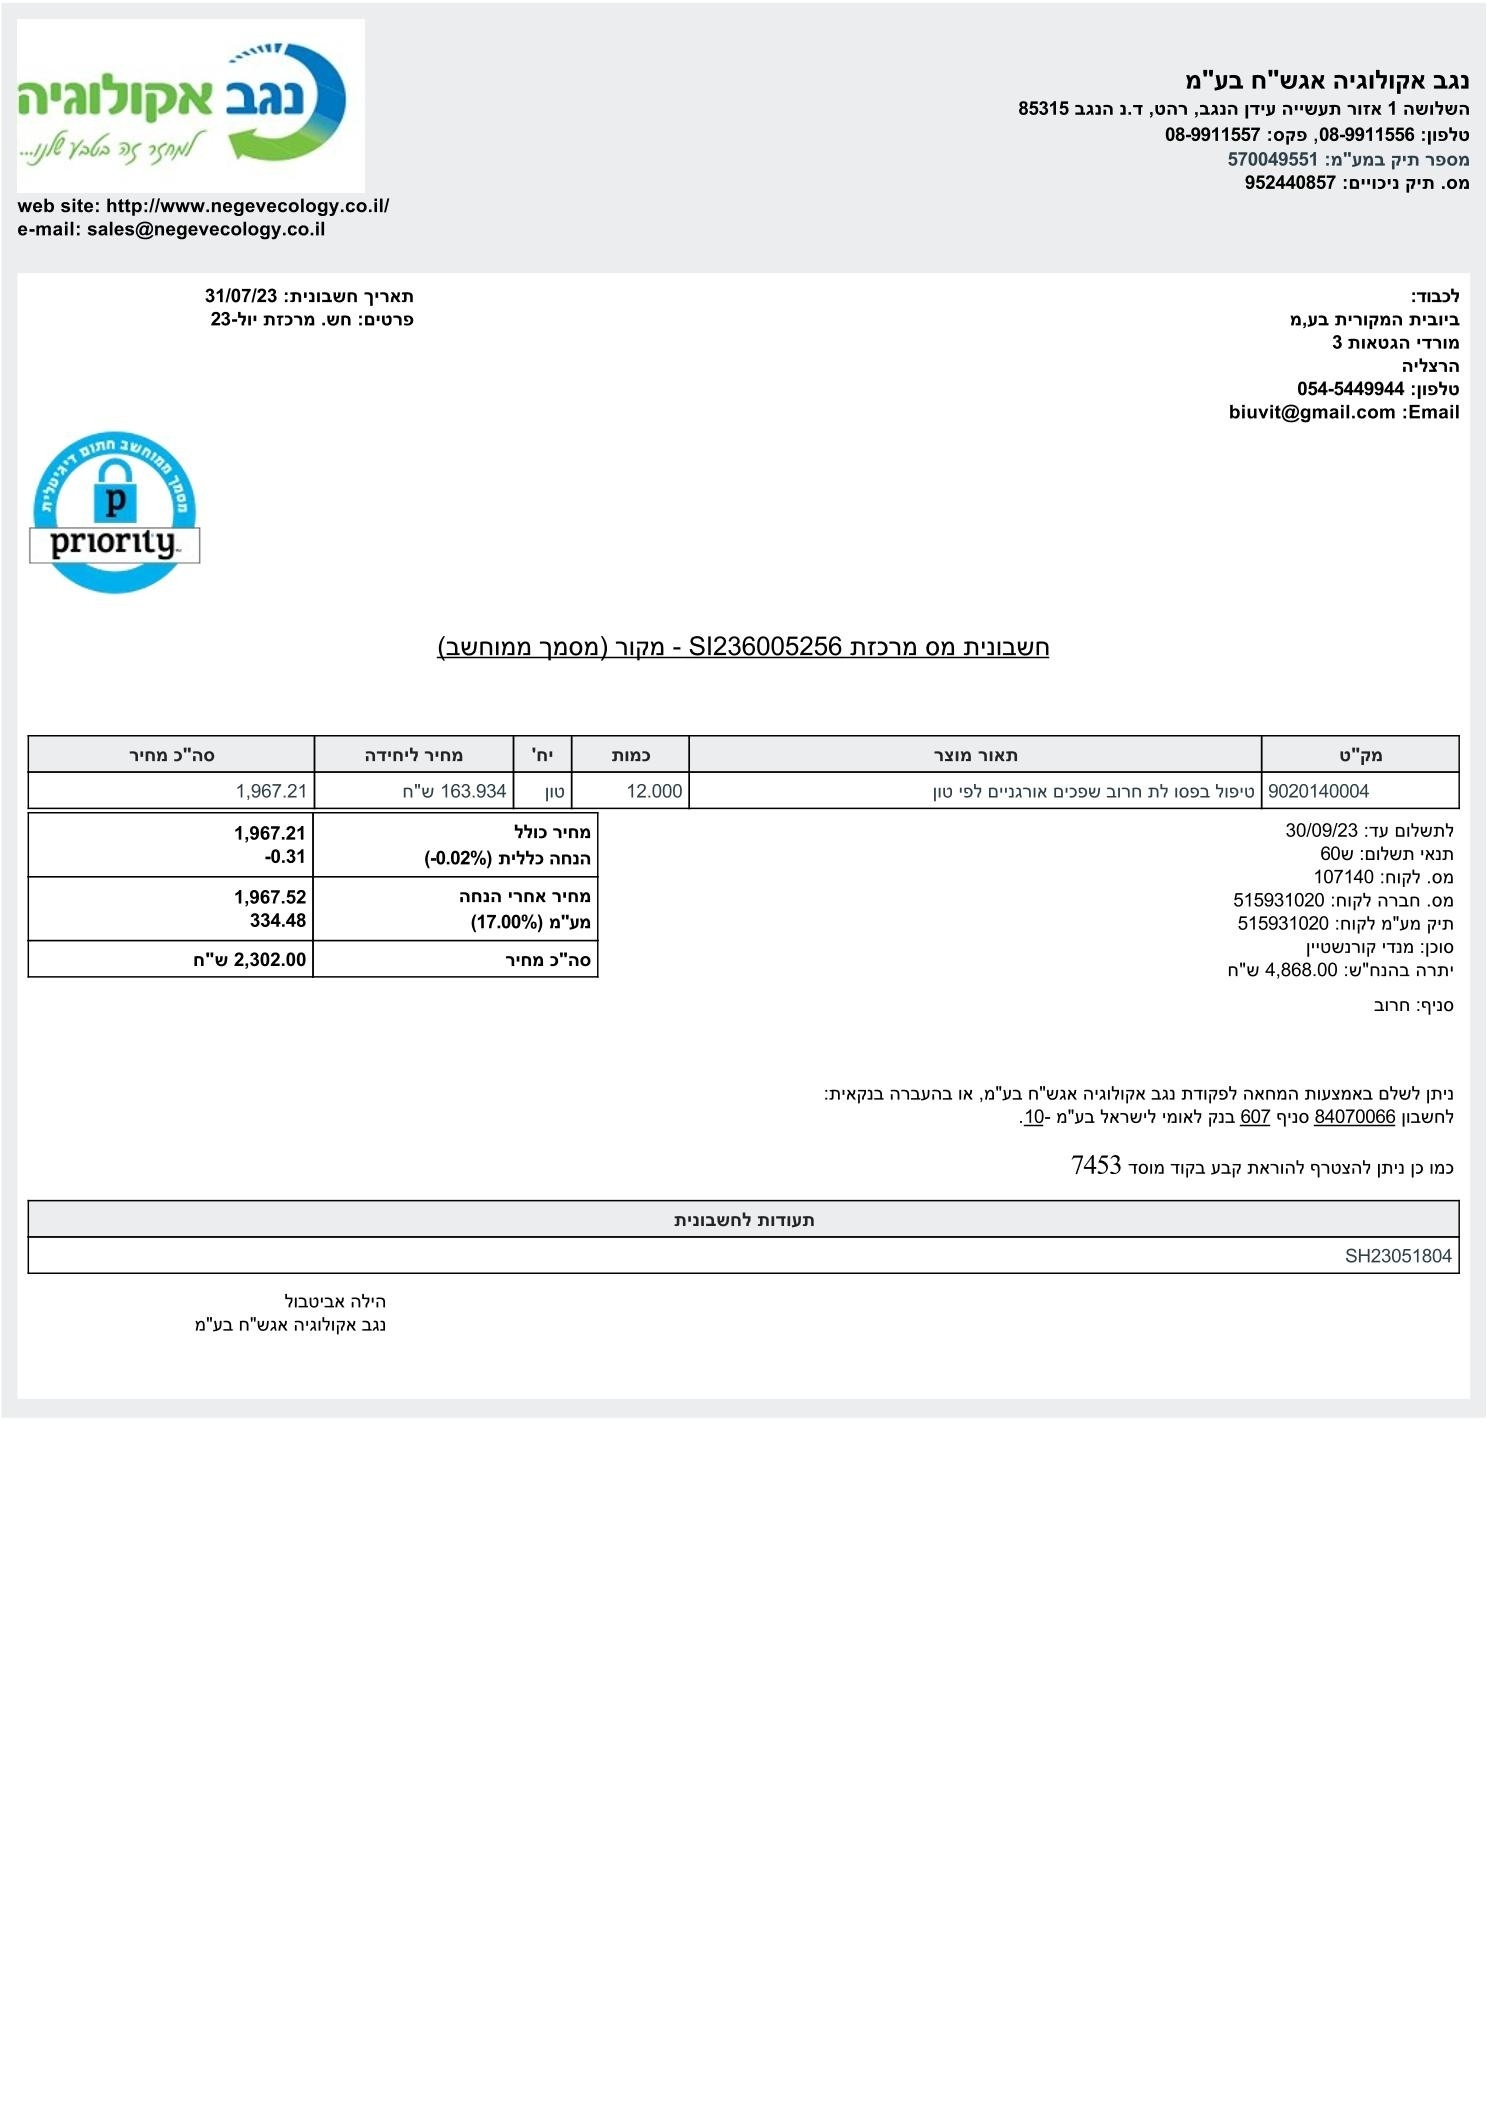 נגב אקולוגיה
למחזר זה בטבע שלנו...
web site: http://www.negevecology.co.il/
e-mail: sales@negevecology.co.il
נגב אקולוגיה אגש"ח בע"מ
השלושה 1 אזור תעשייה עידן הנגב, רהט, ד.נ הנגב 85315
טלפון: 08-9911556, פקס: 08-9911557
מספר תיק במע"מ: 570049551
מס. תיק ניכויים: 952440857
לכבוד:
ביובית המקורית בע,מ
מורדי הגטאות 3
הרצליה
טלפון: 054-5449944
Email: biuvit@gmail.com
תאריך חשבונית: 31/07/23
פרטים: חש. מרכזת יול-23
מסמך ממוחשב חתום דיגיטלית
p
priority
חשבונית מס מרכזת SI236005256 - מקור (מסמך ממוחשב)
מק"ט תאור מוצר כמות יח' מחיר ליחידה סה"כ מחיר
9020140004 טיפול בפסו לת חרוב שפכים אורגניים לפי טון 12.000 טון 163.934 ש"ח 1,967.21
מחיר כולל 1,967.21
הנחה כללית (-0.02%) -0.31
מחיר אחרי הנחה 1,967.52
מע"מ (17.00%) 334.48
סה"כ מחיר 2,302.00 ש"ח
לתשלום עד: 30/09/23
תנאי תשלום: ש60
מס. לקוח: 107140
מס. חברה לקוח: 515931020
תיק מע"מ לקוח: 515931020
סוכן: מנדי קורנשטיין
יתרה בהנח"ש: 4,868.00 ש"ח
סניף: חרוב
ניתן לשלם באמצעות המחאה לפקודת נגב אקולוגיה אגש"ח בע"מ, או בהעברה בנקאית:
לחשבון 84070066 סניף 607 בנק לאומי לישראל בע"מ -10.
כמו כן ניתן להצטרף להוראת קבע בקוד מוסד 7453
תעודות לחשבונית
SH23051804
הילה אביטבול
נגב אקולוגיה אגש"ח בע"מ